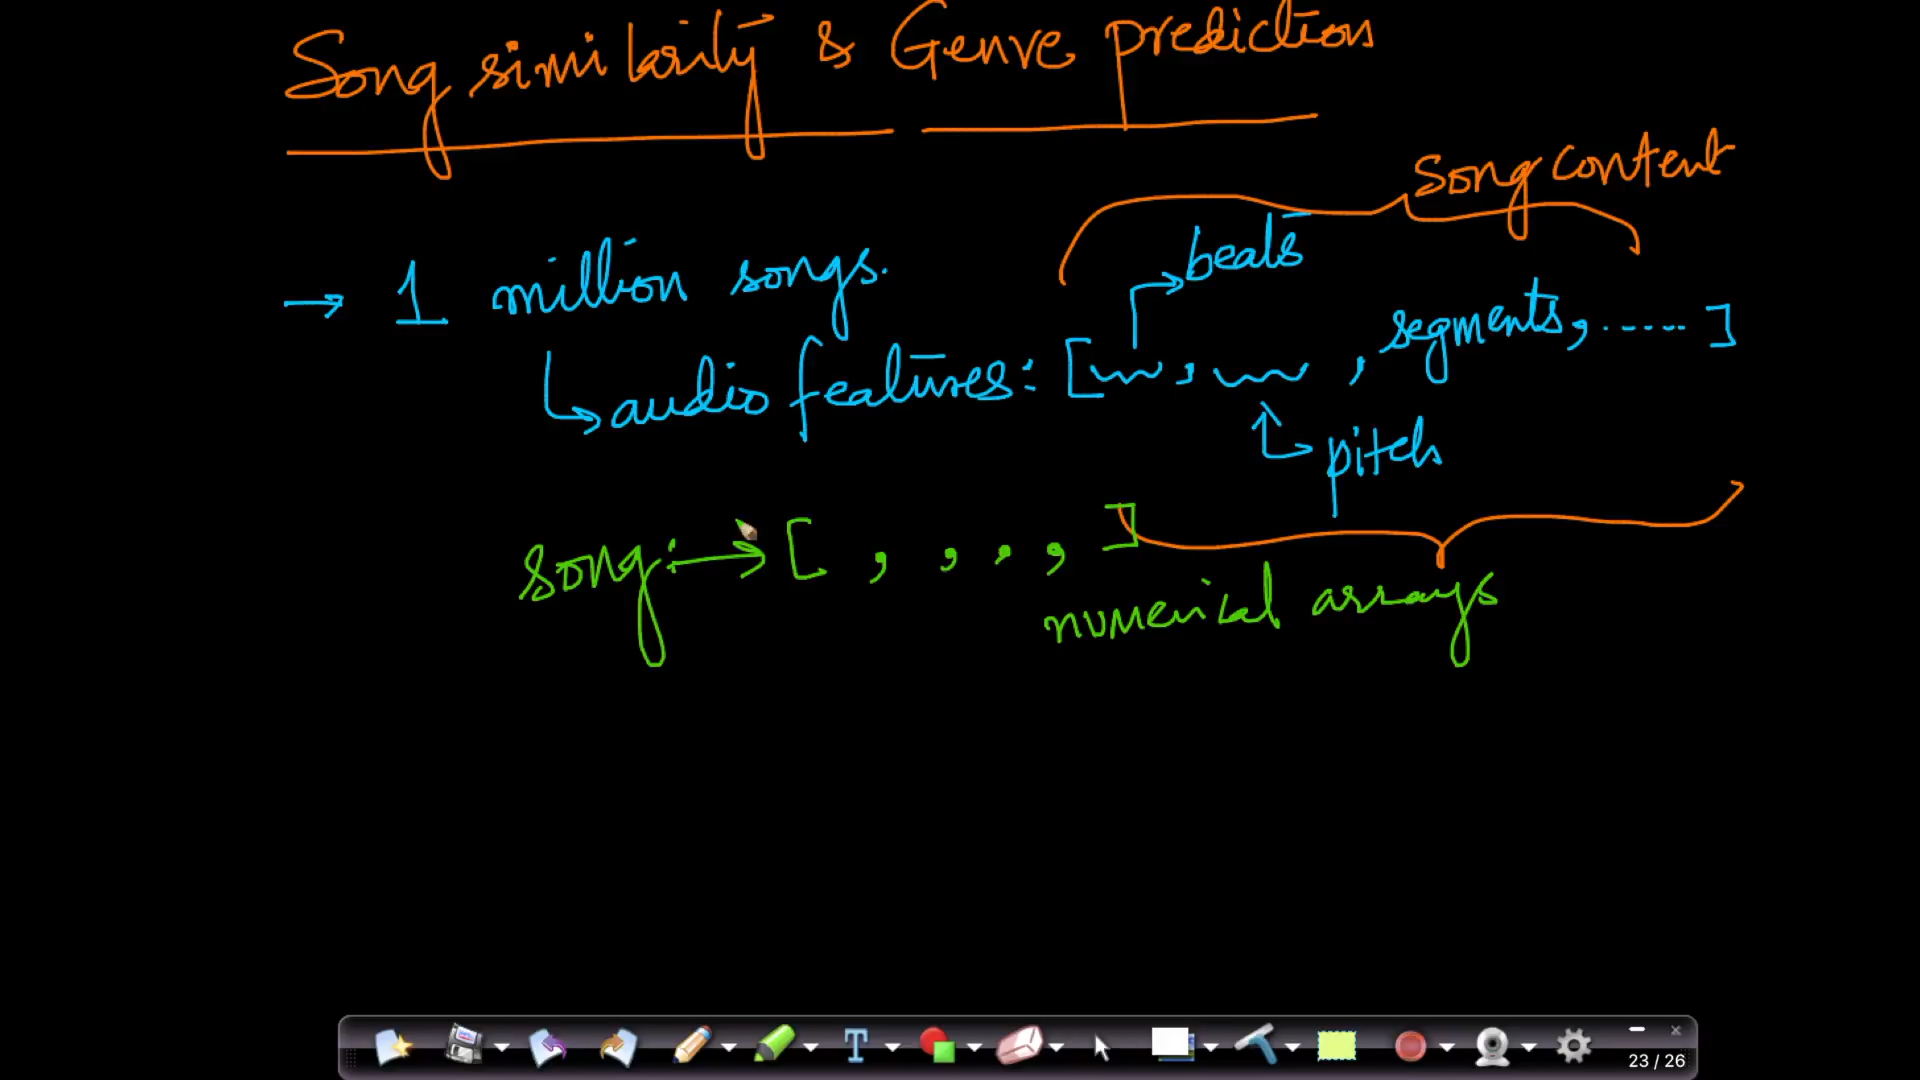 Song similarity & Genre prediction
song content
→ 1 million songs.
beats
↳ audio features: [ , , segments, ..... ]
pitch
song: → [ , , . , ]
numerical arrays
T
23 / 26